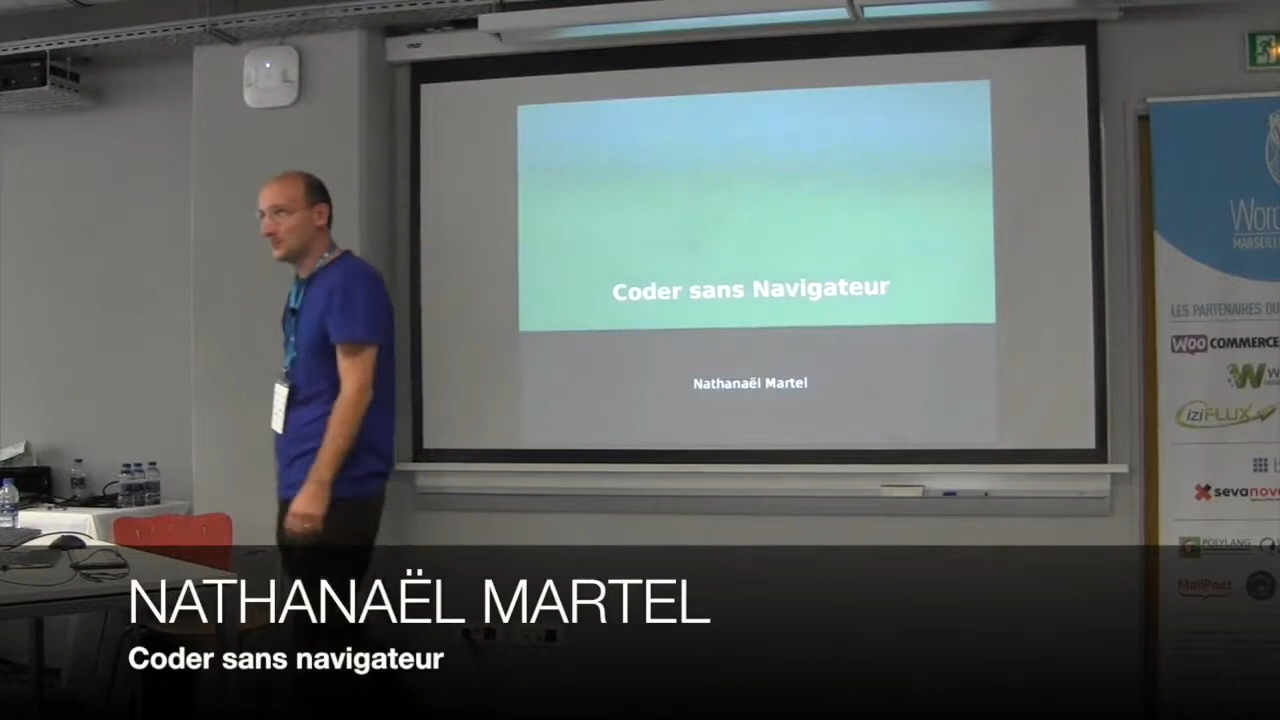 Coder sans Navigateur
Nathanaël Martel
MARSEILL
LES PARTENAIRES DU
WOO COMMERCE
iziFLUX
sevanova
POLYLANG
MailPoet
NATHANAËL MARTEL
Coder sans navigateur